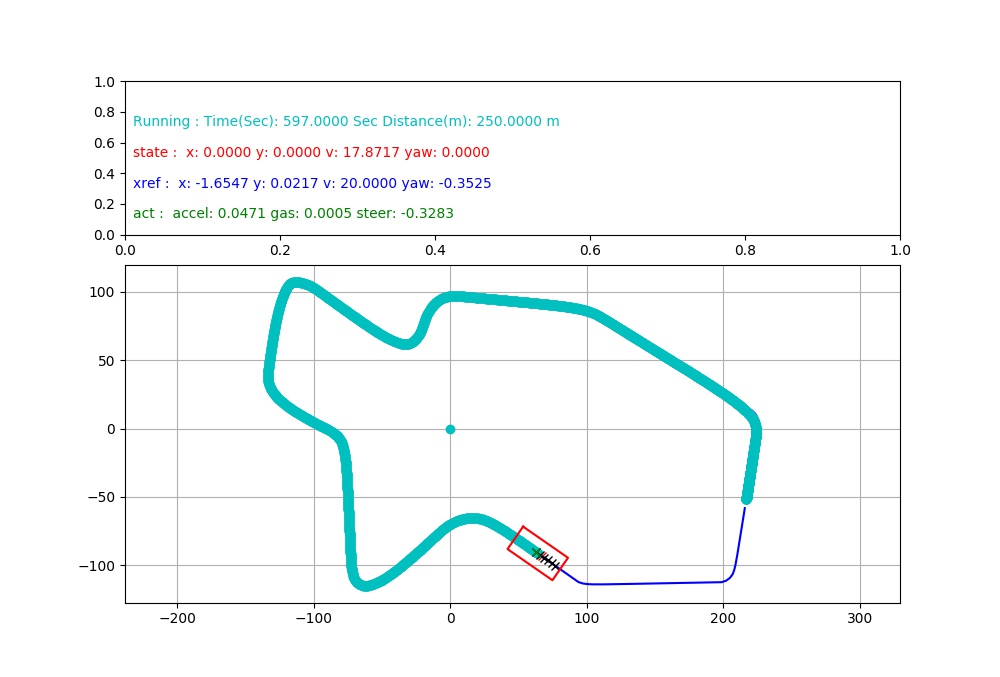 1.0
0.8
Running : Time(Sec): 597.0000 Sec Distance(m): 250.0000 m
0.6
state :  x: 0.0000 y: 0.0000 v: 17.8717 yaw: 0.0000
0.4
xref :  x: -1.6547 y: 0.0217 v: 20.0000 yaw: -0.3525
0.2
act :  accel: 0.0471 gas: 0.0005 steer: -0.3283
0.0
0.0 0.2 0.4 0.6 0.8 1.0
100
50
0
−50
−100
−200 −100 0 100 200 300